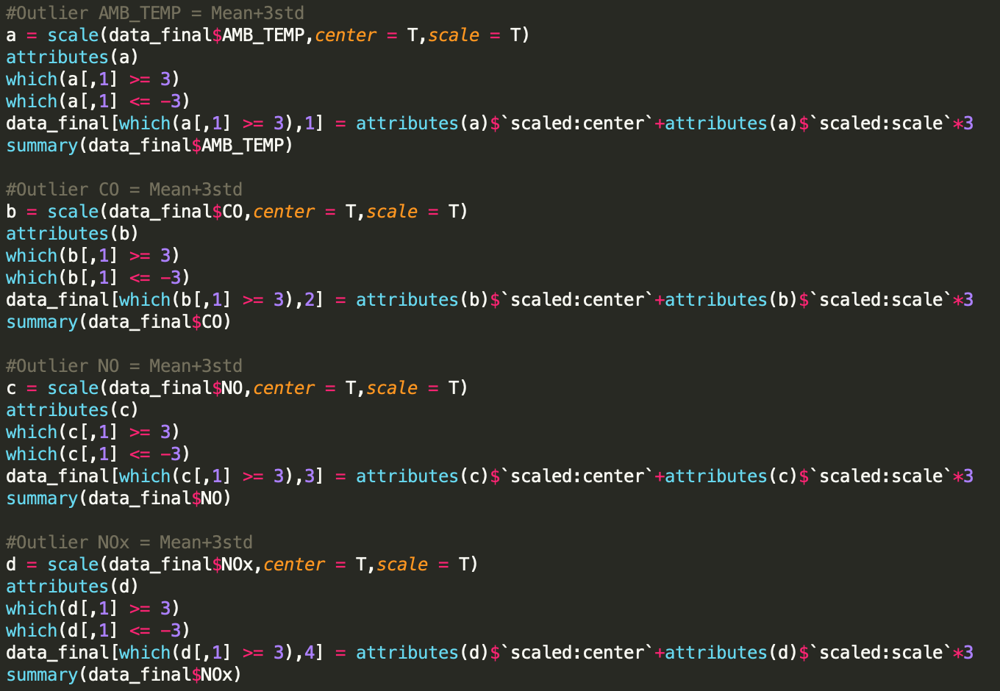 #Outlier AMB_TEMP = Mean+3std
a = scale(data_final$AMB_TEMP,center = T,scale = T)
attributes(a)
which(a[,1] >= 3)
which(a[,1] <= -3)
data_final[which(a[,1] >= 3),1] = attributes(a)$`scaled:center`+attributes(a)$`scaled:scale`*3
summary(data_final$AMB_TEMP)

#Outlier CO = Mean+3std
b = scale(data_final$CO,center = T,scale = T)
attributes(b)
which(b[,1] >= 3)
which(b[,1] <= -3)
data_final[which(b[,1] >= 3),2] = attributes(b)$`scaled:center`+attributes(b)$`scaled:scale`*3
summary(data_final$CO)

#Outlier NO = Mean+3std
c = scale(data_final$NO,center = T,scale = T)
attributes(c)
which(c[,1] >= 3)
which(c[,1] <= -3)
data_final[which(c[,1] >= 3),3] = attributes(c)$`scaled:center`+attributes(c)$`scaled:scale`*3
summary(data_final$NO)

#Outlier NOx = Mean+3std
d = scale(data_final$NOx,center = T,scale = T)
attributes(d)
which(d[,1] >= 3)
which(d[,1] <= -3)
data_final[which(d[,1] >= 3),4] = attributes(d)$`scaled:center`+attributes(d)$`scaled:scale`*3
summary(data_final$NOx)